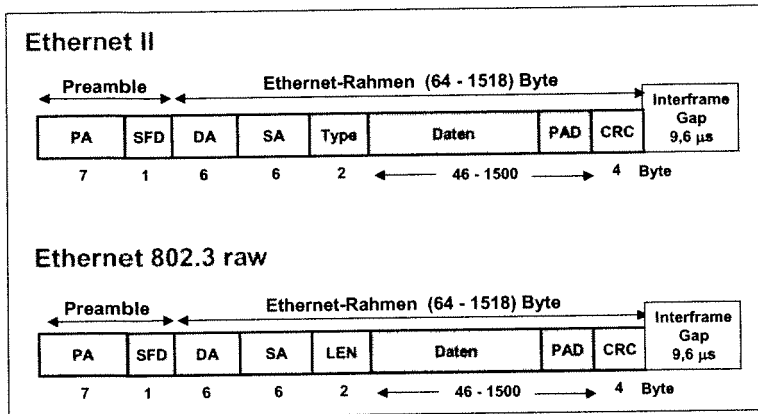 Ethernet II
Preamble Ethernet-Rahmen (64 - 1518) Byte
Interframe
Gap
9,6 µs
PA SFD DA SA Type Daten PAD CRC
7 1 6 6 2 46 - 1500 4 Byte
Ethernet 802.3 raw
Preamble Ethernet-Rahmen (64 - 1518) Byte
Interframe
Gap
9,6 µs
PA SFD DA SA LEN Daten PAD CRC
7 1 6 6 2 46 - 1500 4 Byte